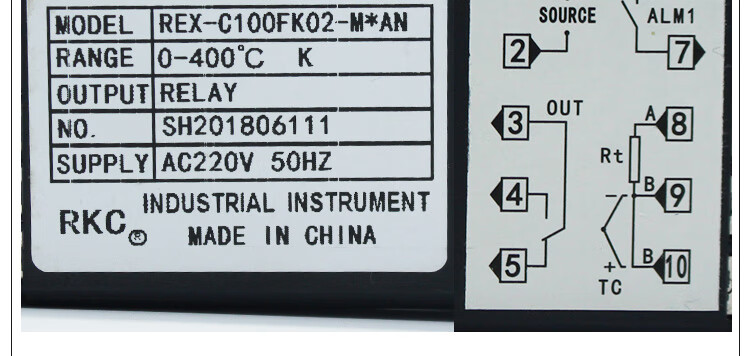 MODEL REX-C100FK02-M*AN
RANGE 0-400℃ K
OUTPUT RELAY
NO. SH201806111
SUPPLY AC220V 50HZ
RKC® INDUSTRIAL INSTRUMENT
MADE IN CHINA
SOURCE ALM1
2 7
3 OUT A 8
Rt
4 - B 9
5 + B 10
TC